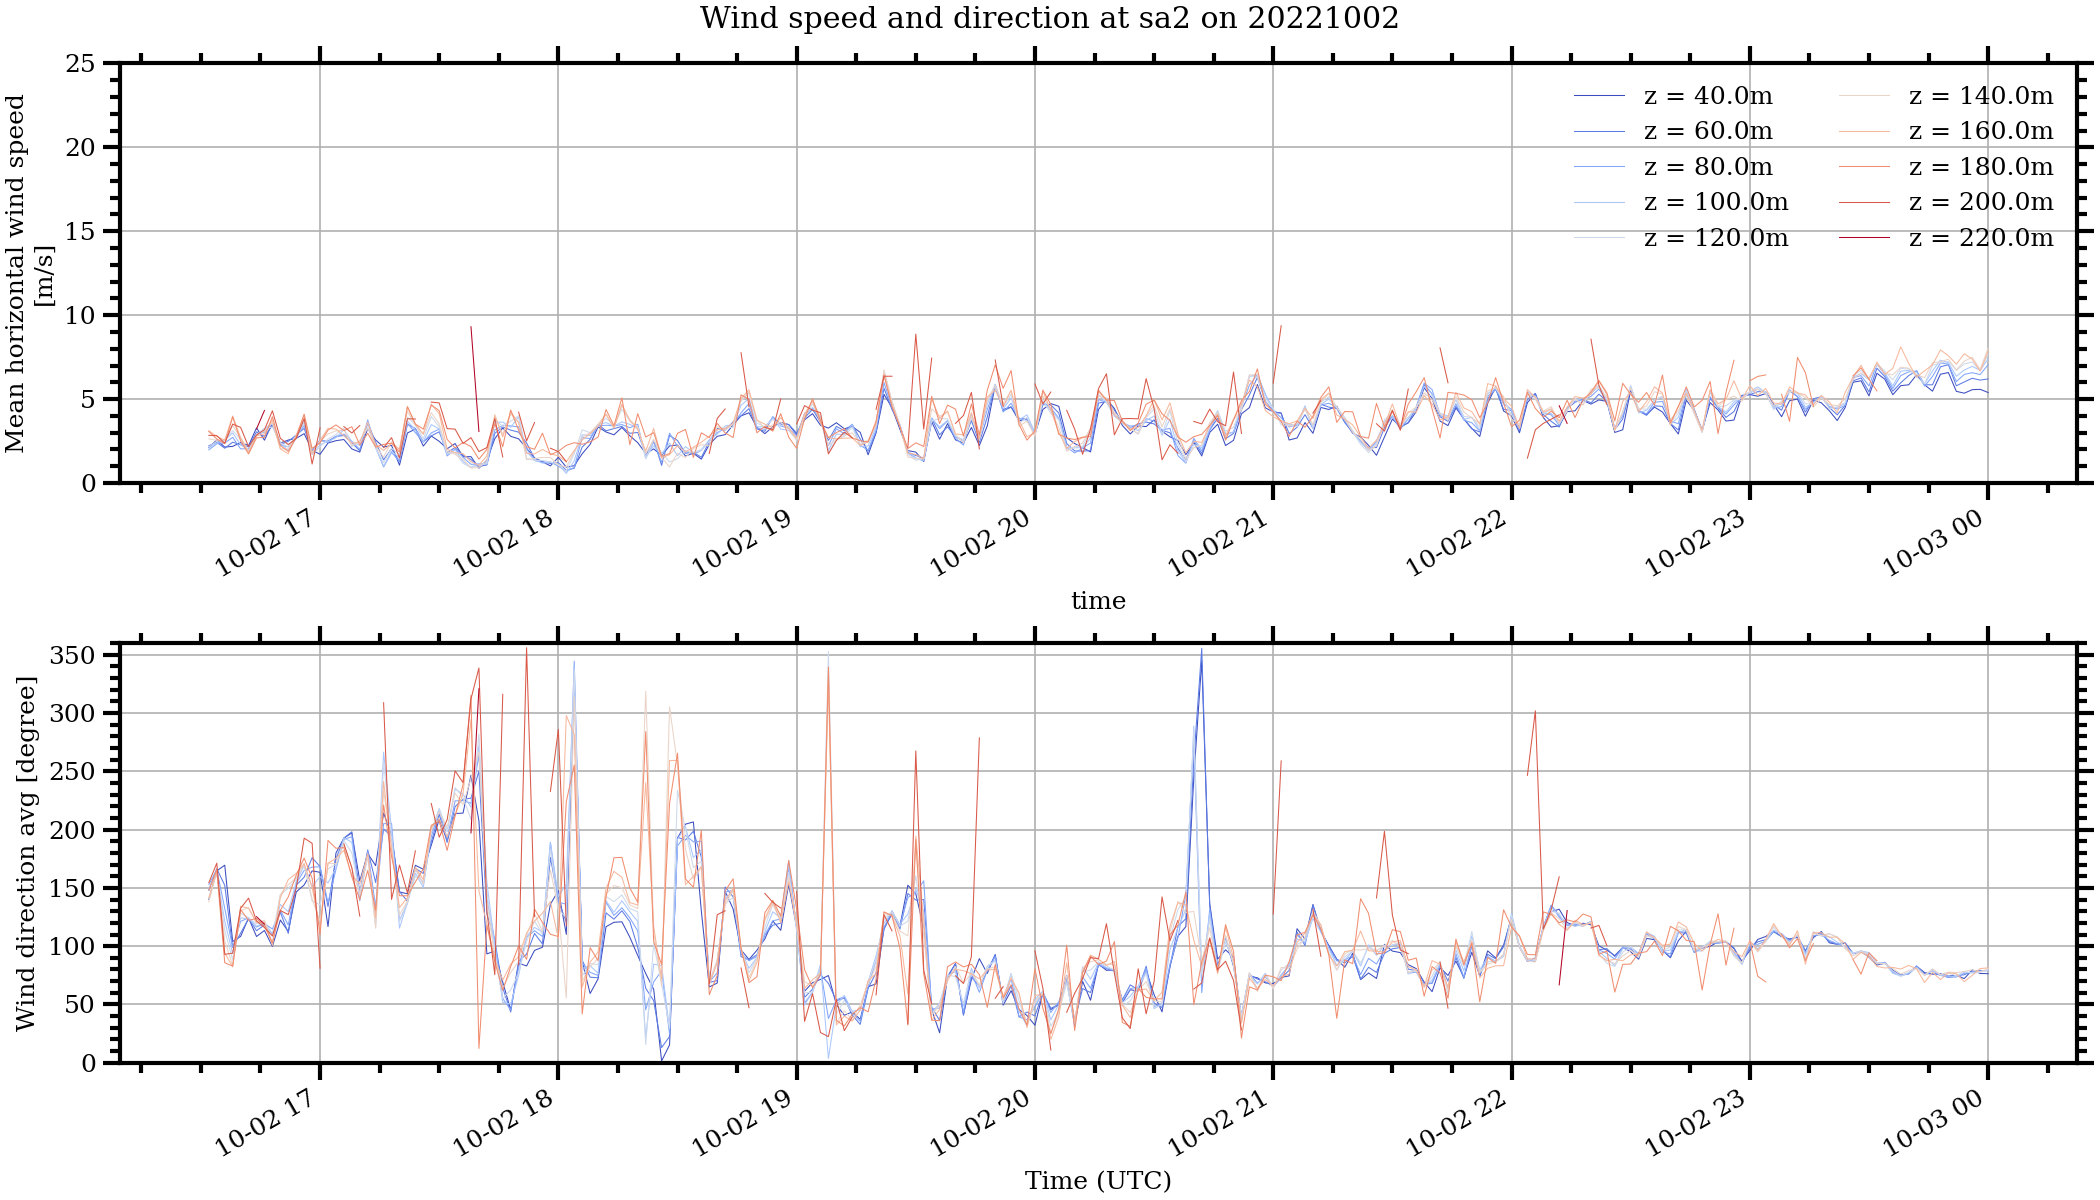 Wind speed and direction at sa2 on 20221002
Mean horizontal wind speed
[m/s]
25
20
15
10
5
0
z = 40.0m
z = 60.0m
z = 80.0m
z = 100.0m
z = 120.0m
z = 140.0m
z = 160.0m
z = 180.0m
z = 200.0m
z = 220.0m
10-02 17
10-02 18
10-02 19
10-02 20
10-02 21
10-02 22
10-02 23
10-03 00
time
Wind direction avg [degree]
350
300
250
200
150
100
50
0
10-02 17
10-02 18
10-02 19
10-02 20
10-02 21
10-02 22
10-02 23
10-03 00
Time (UTC)